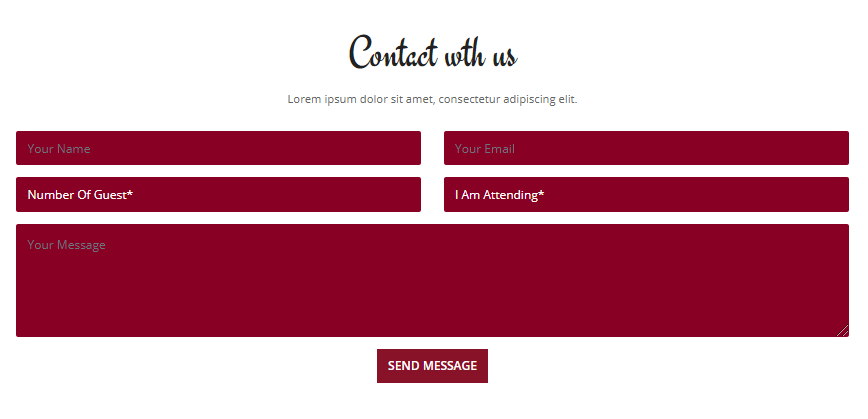 Contact wth us
Lorem ipsum dolor sit amet, consectetur adipiscing elit.
Your Name
Your Email
Number Of Guest*
I Am Attending*
Your Message
SEND MESSAGE